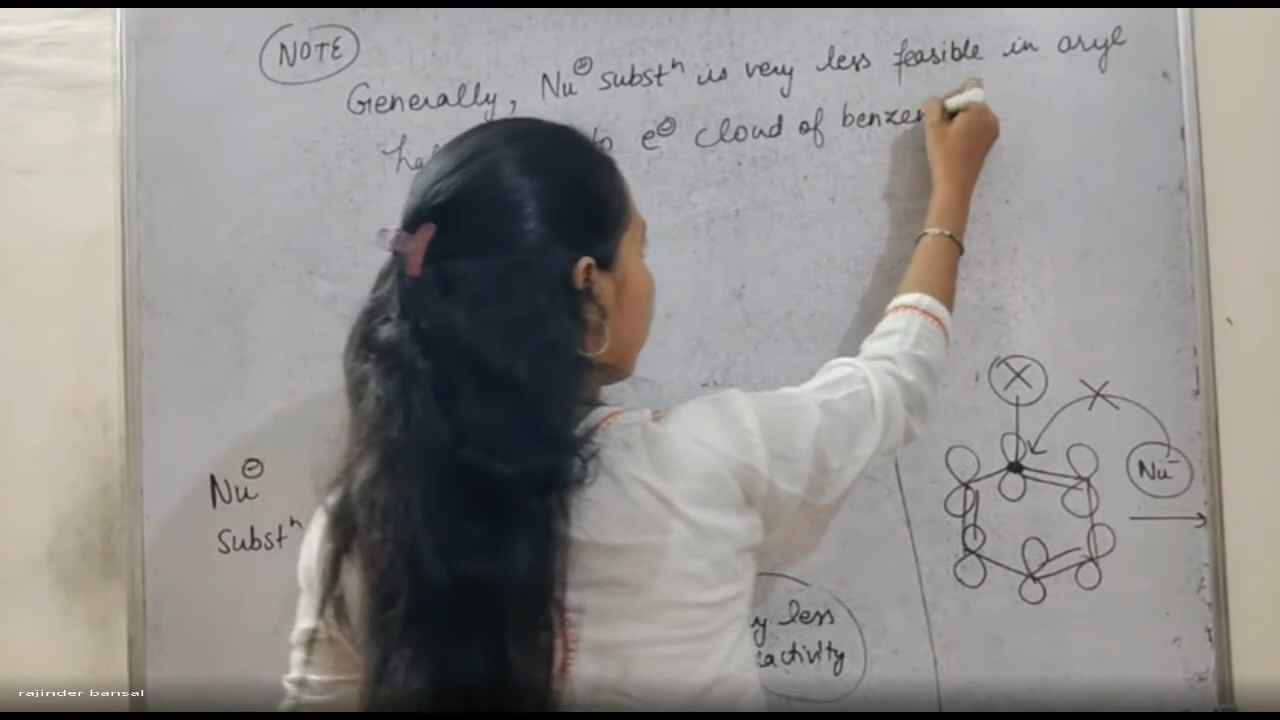 NOTE
Generally, Nu⊖ substⁿ is very less feasible in aryl
to e⊖ cloud of benzen
X
Nu⁻
Nu⊖
substⁿ
less
rajinder bansal